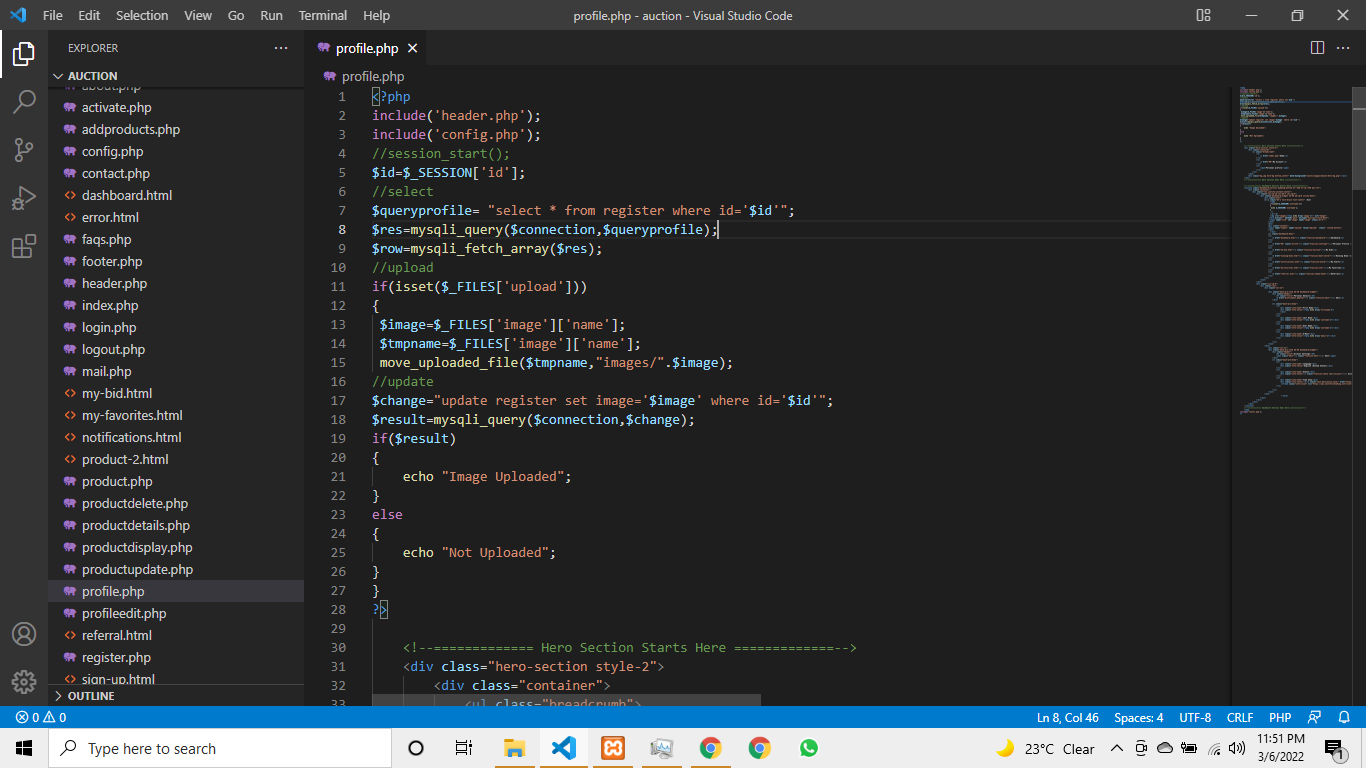 File Edit Selection View Go Run Terminal Help
profile.php - auction - Visual Studio Code
EXPLORER
AUCTION
about.php
activate.php
addproducts.php
config.php
contact.php
dashboard.html
error.html
faqs.php
footer.php
header.php
index.php
login.php
logout.php
mail.php
my-bid.html
my-favorites.html
notifications.html
product-2.html
product.php
productdelete.php
productdetails.php
productdisplay.php
productupdate.php
profile.php
profileedit.php
referral.html
register.php
sign-up.html
OUTLINE
profile.php
profile.php
1 <?php
2 include('header.php');
3 include('config.php');
4 //session_start();
5 $id=$_SESSION['id'];
6 //select
7 $queryprofile= "select * from register where id='$id'";
8 $res=mysqli_query($connection,$queryprofile);
9 $row=mysqli_fetch_array($res);
10 //upload
11 if(isset($_FILES['upload']))
12 {
13 $image=$_FILES['image']['name'];
14 $tmpname=$_FILES['image']['name'];
15 move_uploaded_file($tmpname,"images/".$image);
16 //update
17 $change="update register set image='$image' where id='$id'";
18 $result=mysqli_query($connection,$change);
19 if($result)
20 {
21 echo "Image Uploaded";
22 }
23 else
24 {
25 echo "Not Uploaded";
26 }
27 }
28 ?>
29
30 <!--============= Hero Section Starts Here =============-->
31 <div class="hero-section style-2">
32 <div class="container">
33 <ul class="breadcrumb">
0 0
Ln 8, Col 46 Spaces: 4 UTF-8 CRLF PHP
Type here to search
23°C Clear
11:51 PM
3/6/2022
1